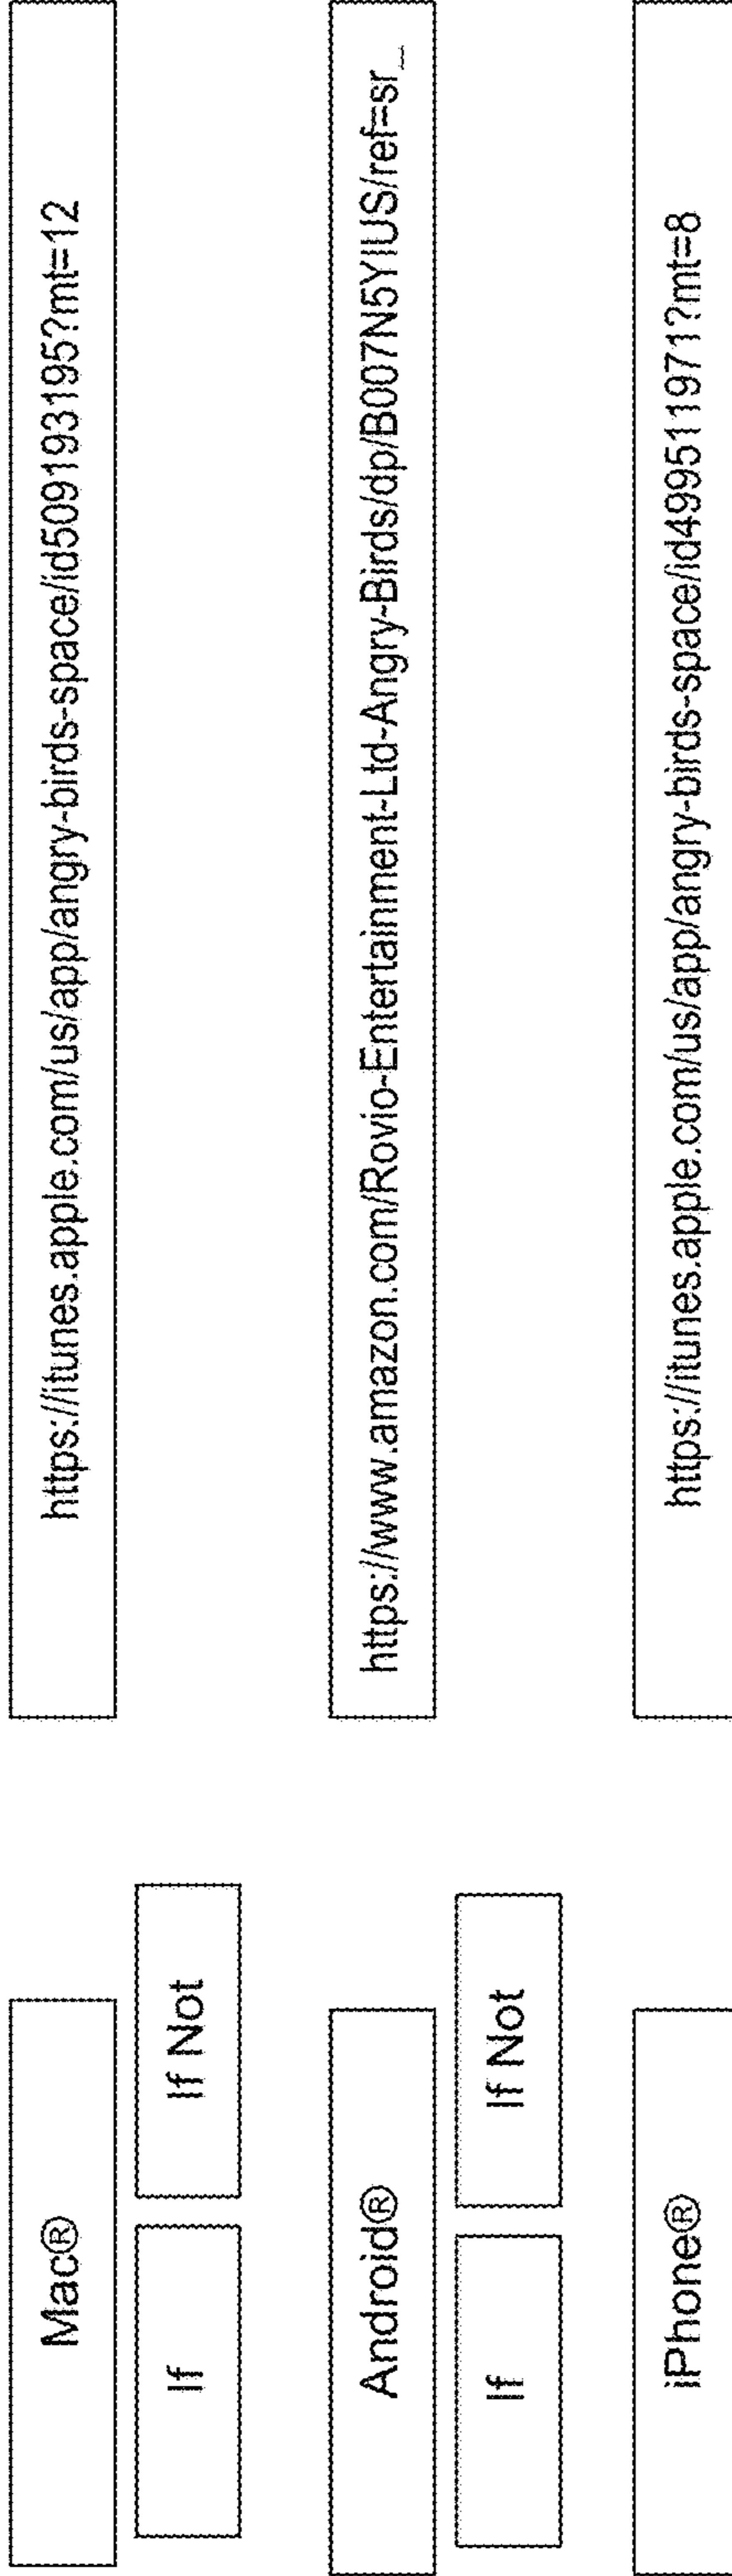 Mac® https://itunes.apple.com/us/app/angry-birds-space/id509193195?mt=12
If If Not
Android® https://www.amazon.com/Rovio-Entertainment-Ltd-Angry-Birds/dp/B007N5YIUS/ref=sr_
If If Not
iPhone® https://itunes.apple.com/us/app/angry-birds-space/id499511971?mt=8